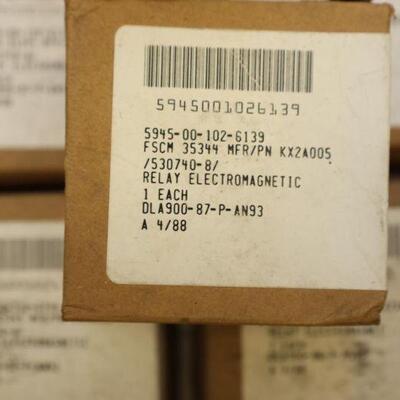 5945001026139
5945-00-102-6139
FSCM 35344 MFR/PN KX2A005
/530740-8/
RELAY ELECTROMAGNETIC
1 EACH
DLA900-87-P-AN93
A 4/88